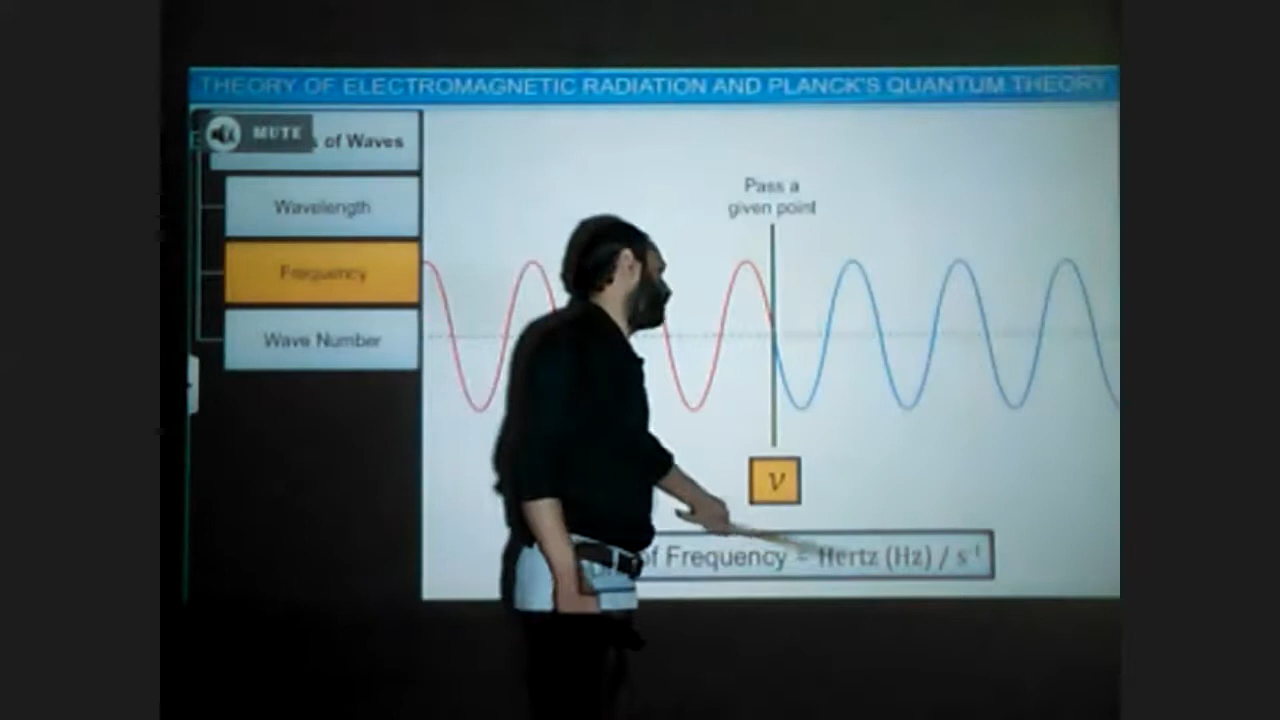 THEORY OF ELECTROMAGNETIC RADIATION AND PLANCK'S QUANTUM THEORY
MUTE
s of Waves
Wavelength
Frequency
Wave Number
Pass a
given point
ν
of Frequency = Hertz (Hz) / s⁻¹